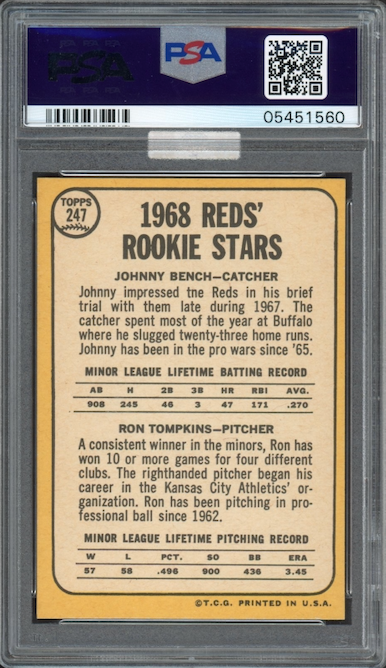 PSA
PSA
05451560
TOPPS
247
1968 REDS'
ROOKIE STARS
JOHNNY BENCH—CATCHER
Johnny impressed tne Reds in his brief
trial with them late during 1967. The
catcher spent most of the year at Buffalo
where he slugged twenty-three home runs.
Johnny has been in the pro wars since '65.
MINOR LEAGUE LIFETIME BATTING RECORD
AB H 2B 3B HR RBI AVG.
908 245 46 3 47 171 .270
RON TOMPKINS—PITCHER
A consistent winner in the minors, Ron has
won 10 or more games for four different
clubs. The righthanded pitcher began his
career in the Kansas City Athletics' or-
ganization. Ron has been pitching in pro-
fessional ball since 1962.
MINOR LEAGUE LIFETIME PITCHING RECORD
W L PCT. SO BB ERA
57 58 .496 900 436 3.45
©T.C.G. PRINTED IN U.S.A.